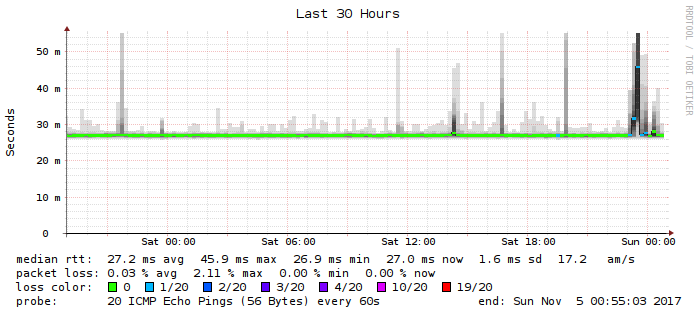 Last 30 Hours
RRDTOOL / TOBI OETIKER
Seconds
50 m
40 m
30 m
20 m
10 m
0
Sat 00:00 Sat 06:00 Sat 12:00 Sat 18:00 Sun 00:00
median rtt: 27.2 ms avg 45.9 ms max 26.9 ms min 27.0 ms now 1.6 ms sd 17.2 am/s
packet loss: 0.03 % avg 2.11 % max 0.00 % min 0.00 % now
loss color: 0 1/20 2/20 3/20 4/20 10/20 19/20
probe: 20 ICMP Echo Pings (56 Bytes) every 60s end: Sun Nov 5 00:55:03 2017